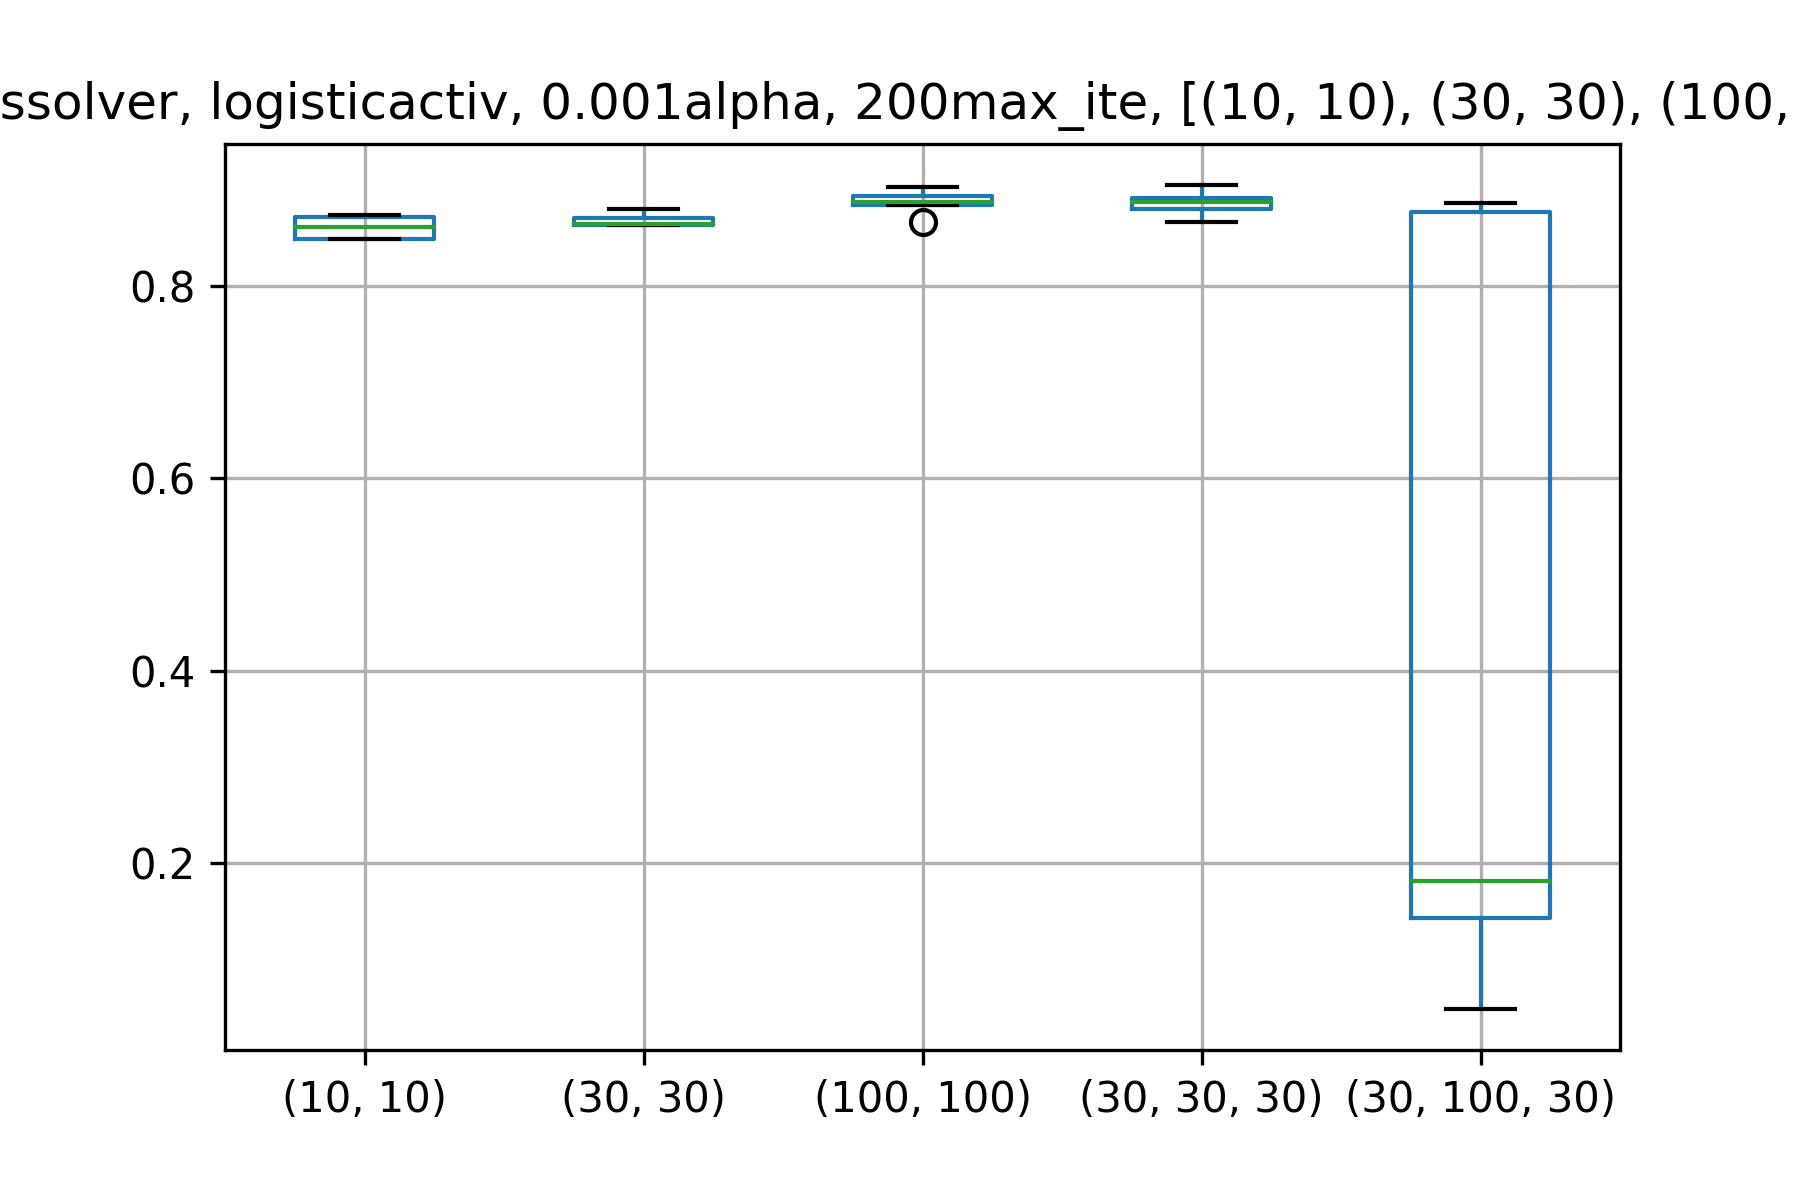 ssolver, logisticactiv, 0.001alpha, 200max_ite, [(10, 10), (30, 30), (100,
0.8
0.6
0.4
0.2
(10, 10) (30, 30) (100, 100) (30, 30, 30) (30, 100, 30)